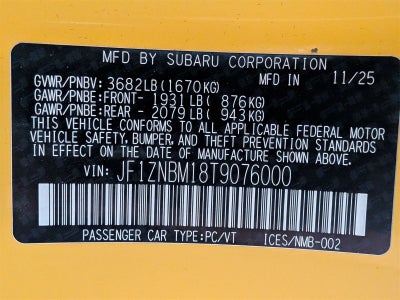 MFD BY SUBARU CORPORATION
GVWR/PNBV: 3682LB (1670KG) 11/25
GAWR/PNBE:FRONT- 1931LB ( 876KG)
GAWR/PNBE:REAR - 2079LB ( 943KG)
THIS VEHICLE CONFORMS TO ALL APPLICABLE FEDERAL MOTOR
VEHICLE SAFETY, BUMPER, AND THEFT PREVENTION STANDARDS
IN EFFECT ON THE DATE OF MANUFACTURE SHOWN ABOVE.
VIN: JF1ZNBM18T9076000
PASSENGER CAR TYPE:PC/VT ICES/NMB-002